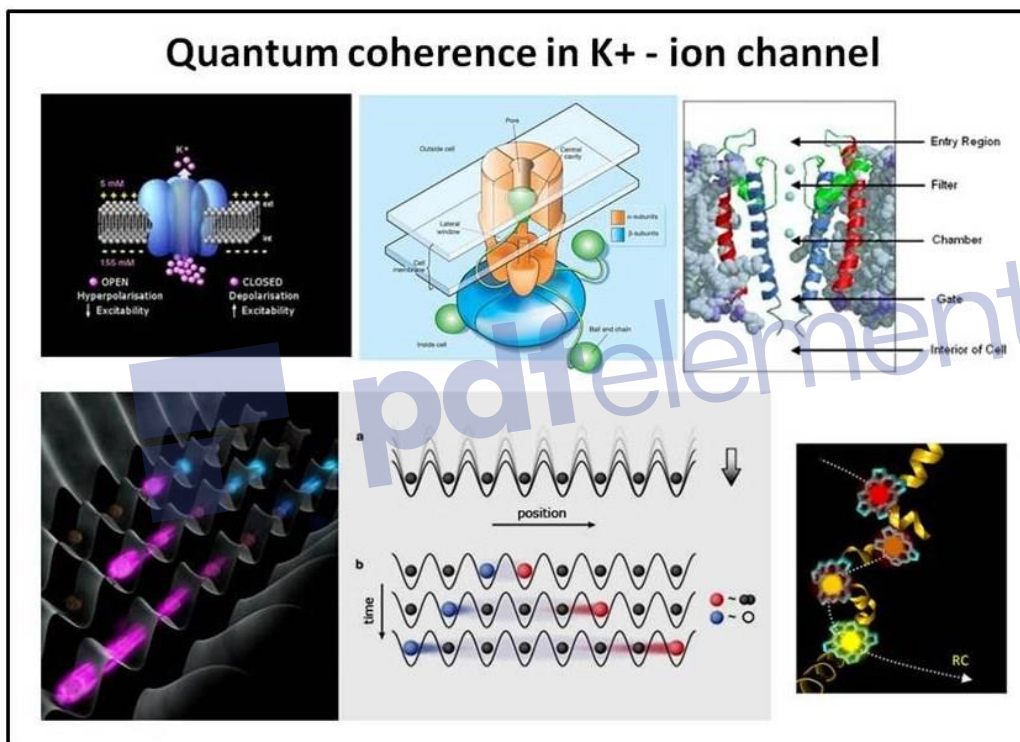 Quantum coherence in K+ - ion channel
K+
5 mM
ext
int
155 mM
OPEN
Hyperpolarisation
↓ Excitability
CLOSED
Depolarisation
↑ Excitability
Pore
Outside cell
Central
cavity
Lateral
window
α-subunits
β-subunits
Cell
membrane
Inside cell
Ball and chain
Entry Region
Filter
Chamber
Gate
Interior of Cell
pdfelement
a
position
b
time
~
~
RC